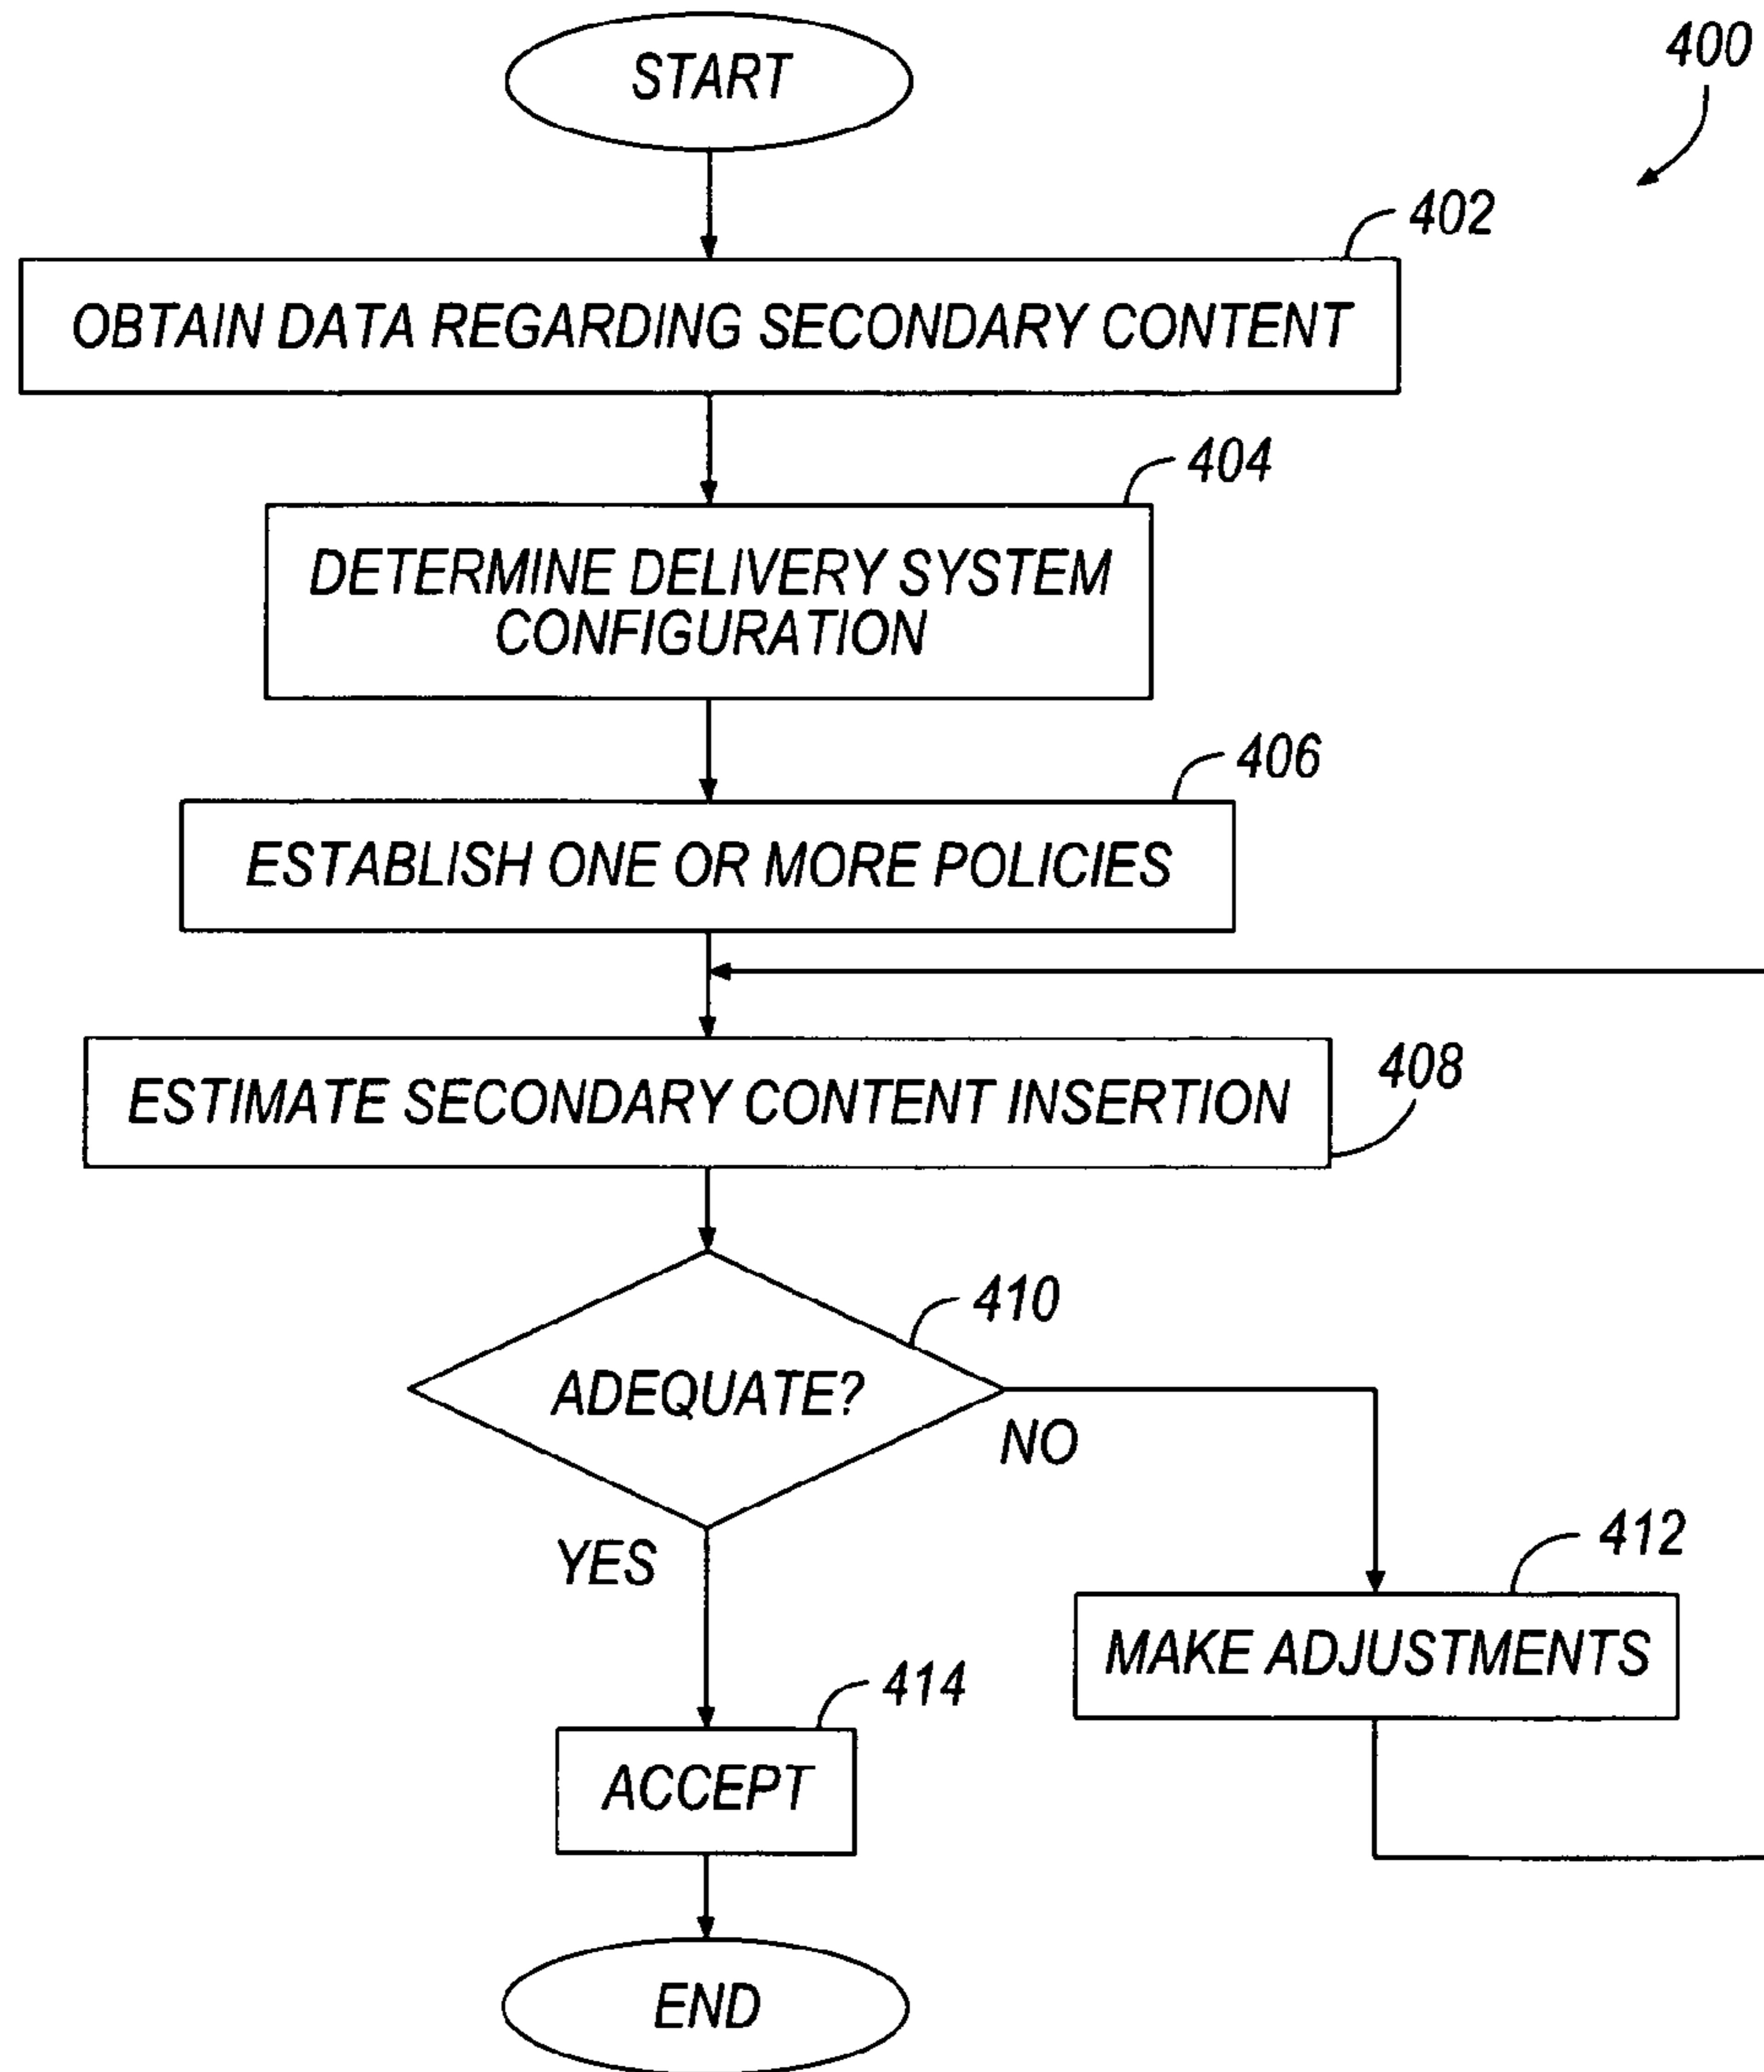 START
400
402
OBTAIN DATA REGARDING SECONDARY CONTENT
404
DETERMINE DELIVERY SYSTEM
CONFIGURATION
406
ESTABLISH ONE OR MORE POLICIES
408
ESTIMATE SECONDARY CONTENT INSERTION
410
ADEQUATE?
NO
YES
412
MAKE ADJUSTMENTS
414
ACCEPT
END